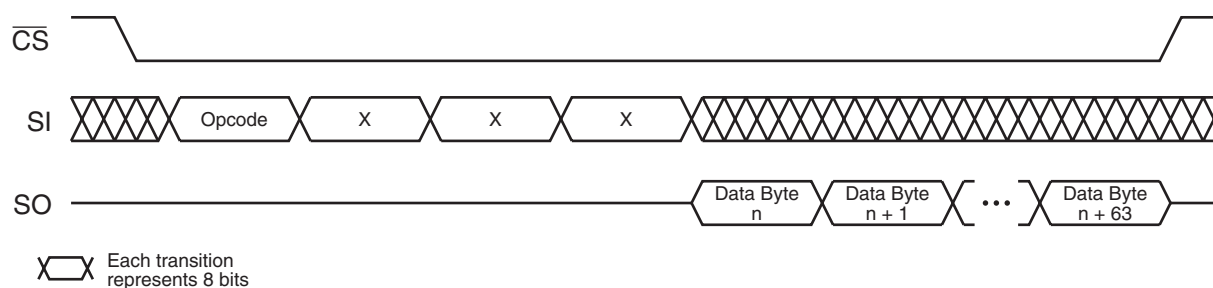 CS
SI
Opcode
X
X
X
SO
Data Byte
n
Data Byte
n + 1
•••
Data Byte
n + 63
Each transition
represents 8 bits